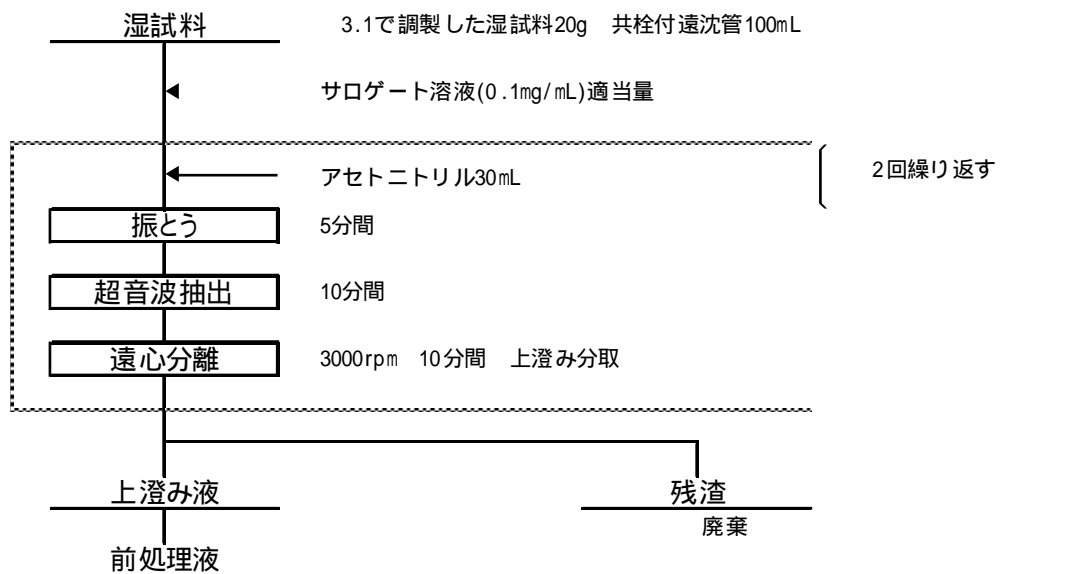 湿試料 3.1で調製した湿試料20g 共栓付遠沈管100mL
サロゲート溶液(0.1mg/mL)適当量
アセトニトリル30mL
2回繰り返す
振とう 5分間
超音波抽出 10分間
遠心分離 3000rpm 10分間 上澄み分取
上澄み液 残渣
廃棄
前処理液